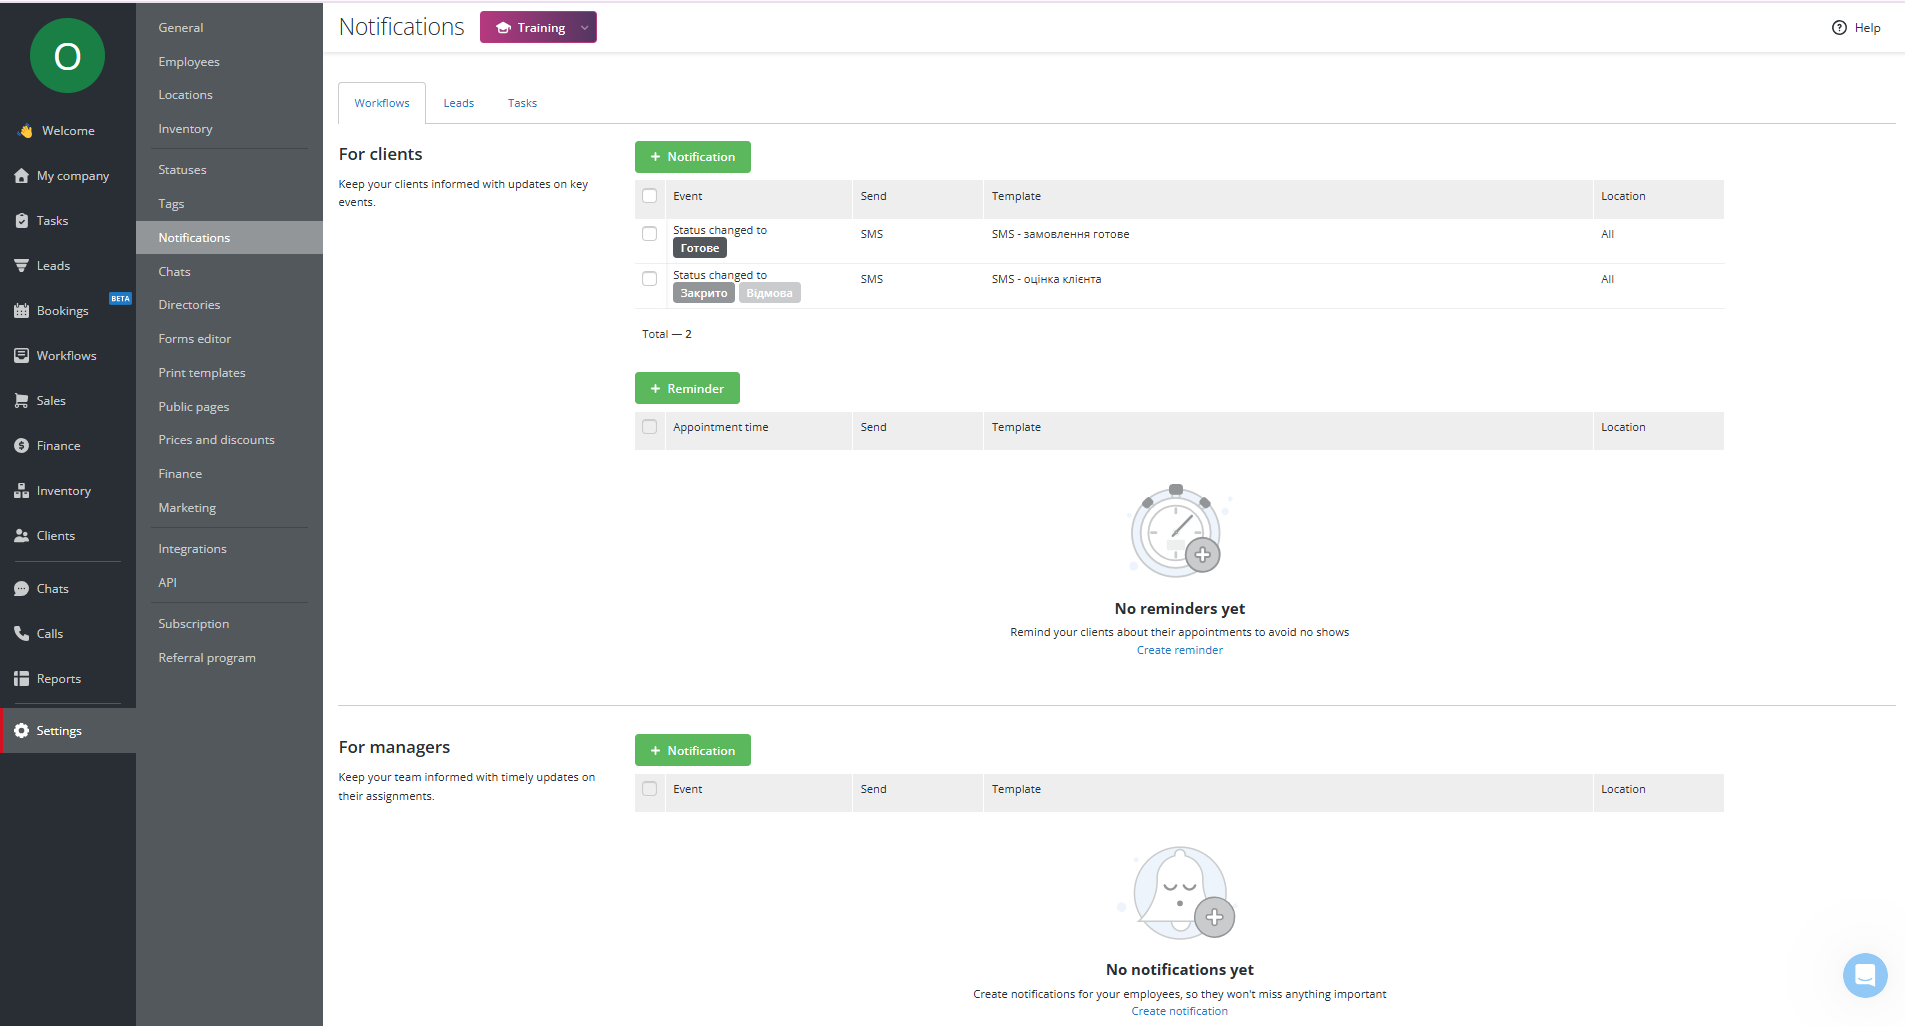 O
Welcome
My company
Tasks
Leads
BETA
Bookings
Workflows
Sales
Finance
Inventory
Clients
Chats
Calls
Reports
Settings
General
Employees
Locations
Inventory
Statuses
Tags
Notifications
Chats
Directories
Forms editor
Print templates
Public pages
Prices and discounts
Finance
Marketing
Integrations
API
Subscription
Referral program
Notifications
Training
Help
Workflows Leads Tasks
For clients
Keep your clients informed with updates on key
events.
+ Notification
Event Send Template Location
Status changed to
Готове
SMS SMS - замовлення готове All
Status changed to
Закрито Відмова
SMS SMS - оцінка клієнта All
Total — 2
+ Reminder
Appointment time Send Template Location
No reminders yet
Remind your clients about their appointments to avoid no shows
Create reminder
For managers
Keep your team informed with timely updates on
their assignments.
+ Notification
Event Send Template Location
No notifications yet
Create notifications for your employees, so they won't miss anything important
Create notification